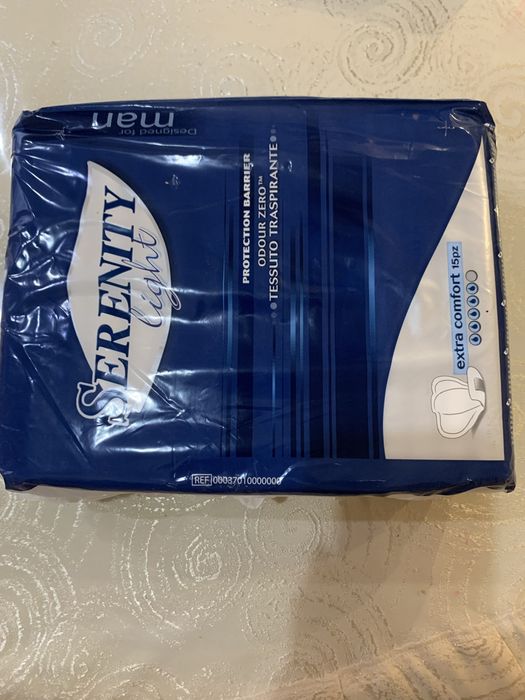 Designed for
man
SERENITY
light
PROTECTION BARRIER
ODOUR ZERO™
TESSUTO TRASPIRANTE
extra comfort 15pz
REF 00037010000000